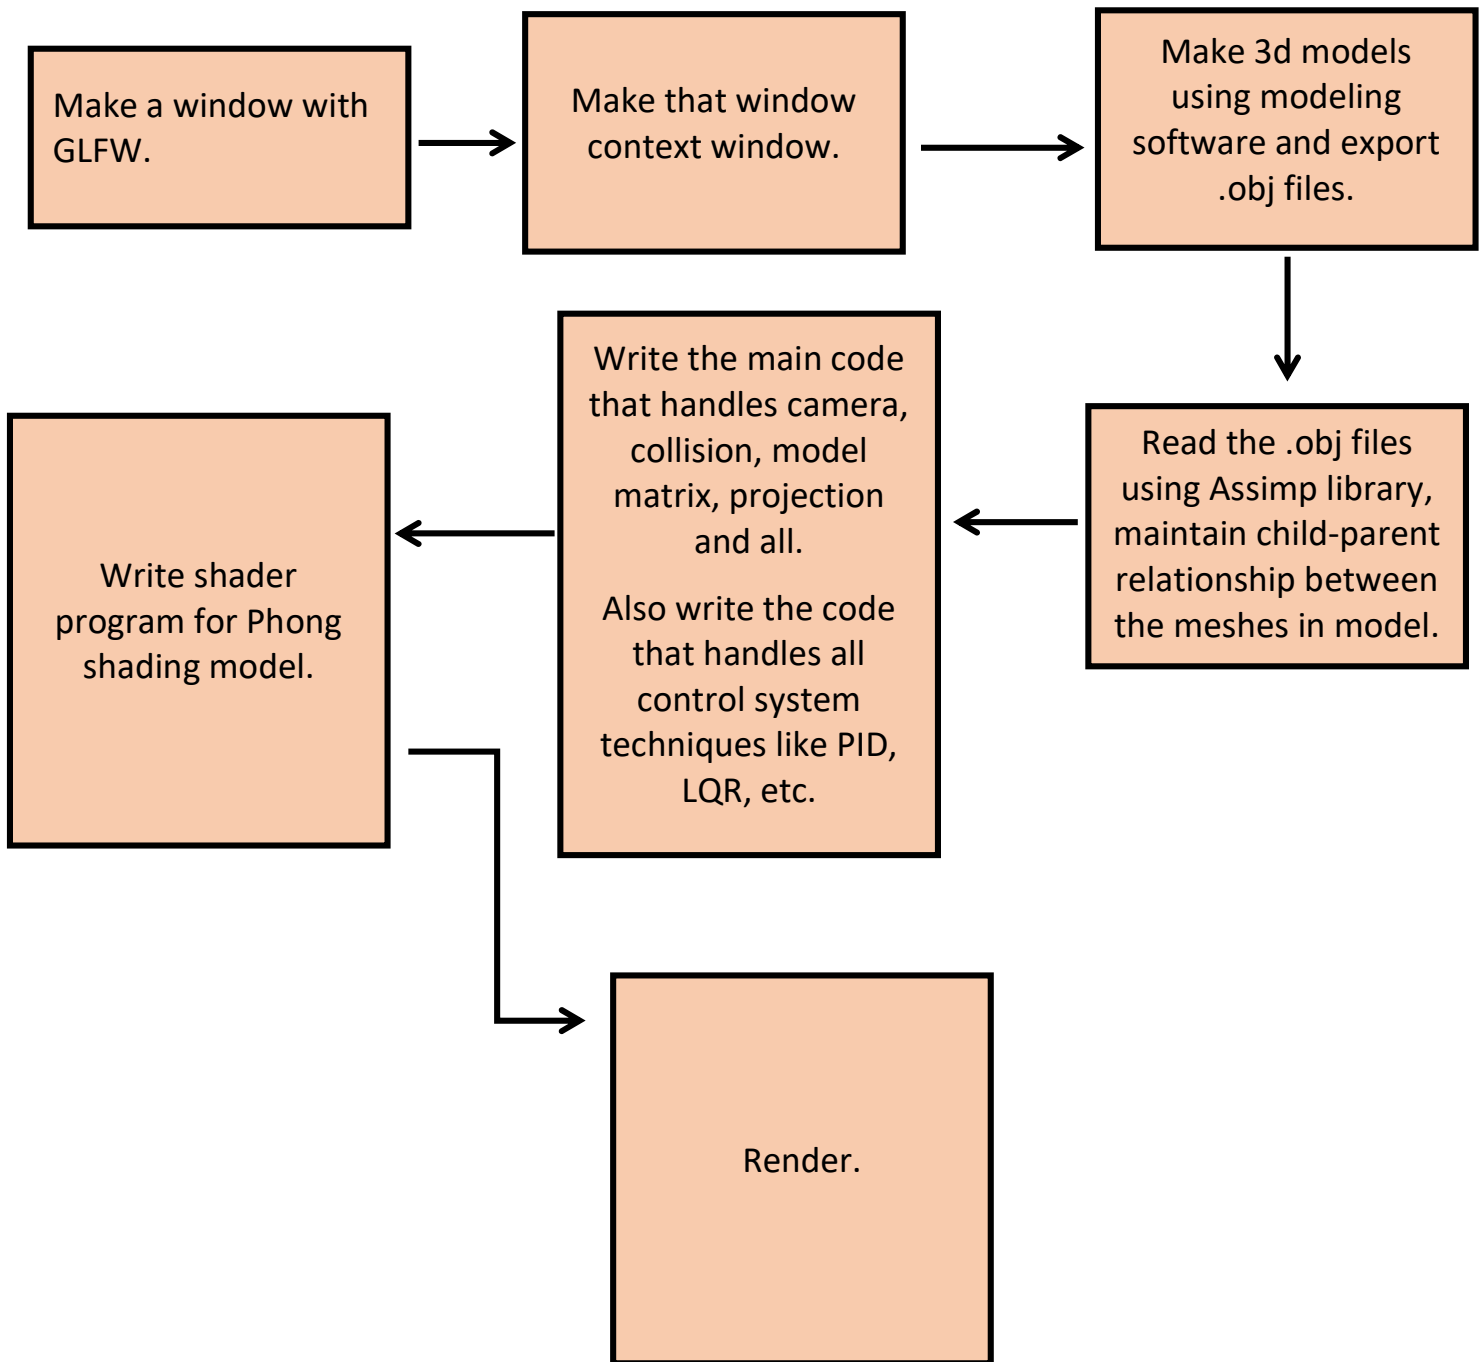 Make a window with
GLFW.
Make that window
context window.
Make 3d models
using modeling
software and export
.obj files.
Read the .obj files
using Assimp library,
maintain child-parent
relationship between
the meshes in model.
Write the main code
that handles camera,
collision, model
matrix, projection
and all.
Also write the code
that handles all
control system
techniques like PID,
LQR, etc.
Write shader
program for Phong
shading model.
Render.